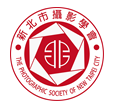 新北市攝影學會
THE PHOTOGRAPHIC SOCIETY OF NEW TAIPEI CITY